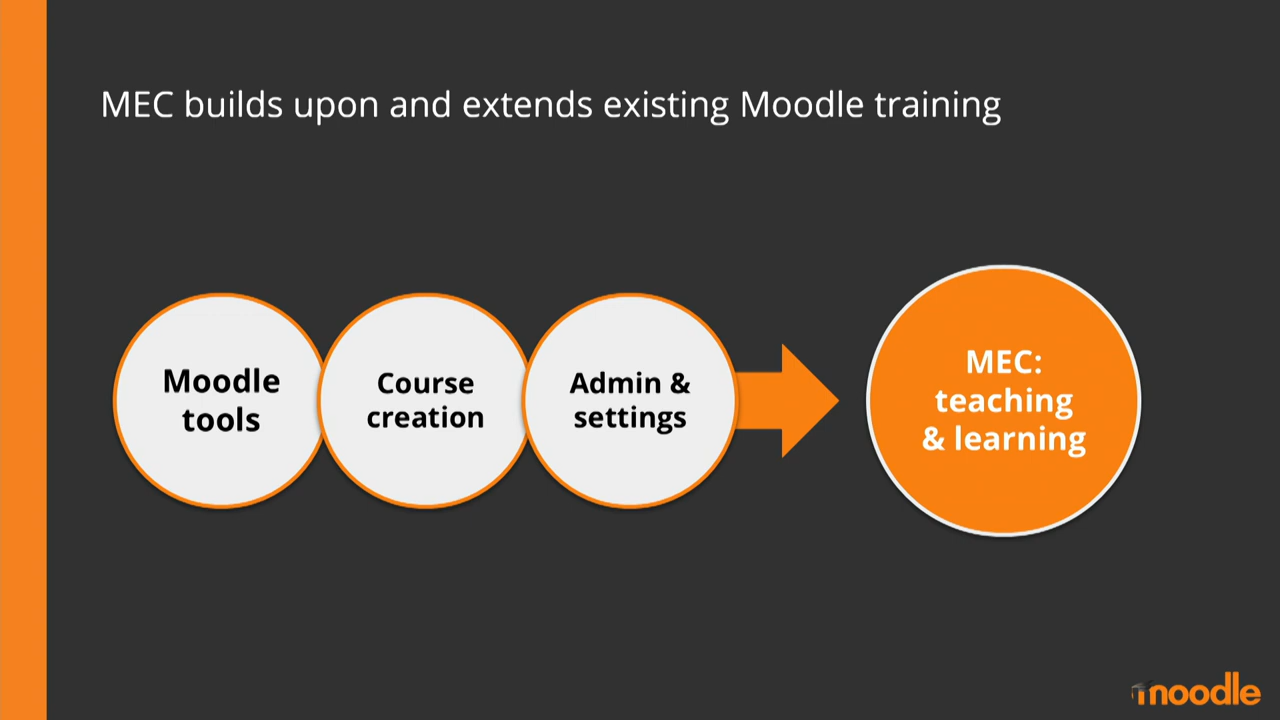 MEC builds upon and extends existing Moodle training
Moodle
tools
Course
creation
Admin &
settings
MEC:
teaching
& learning
moodle